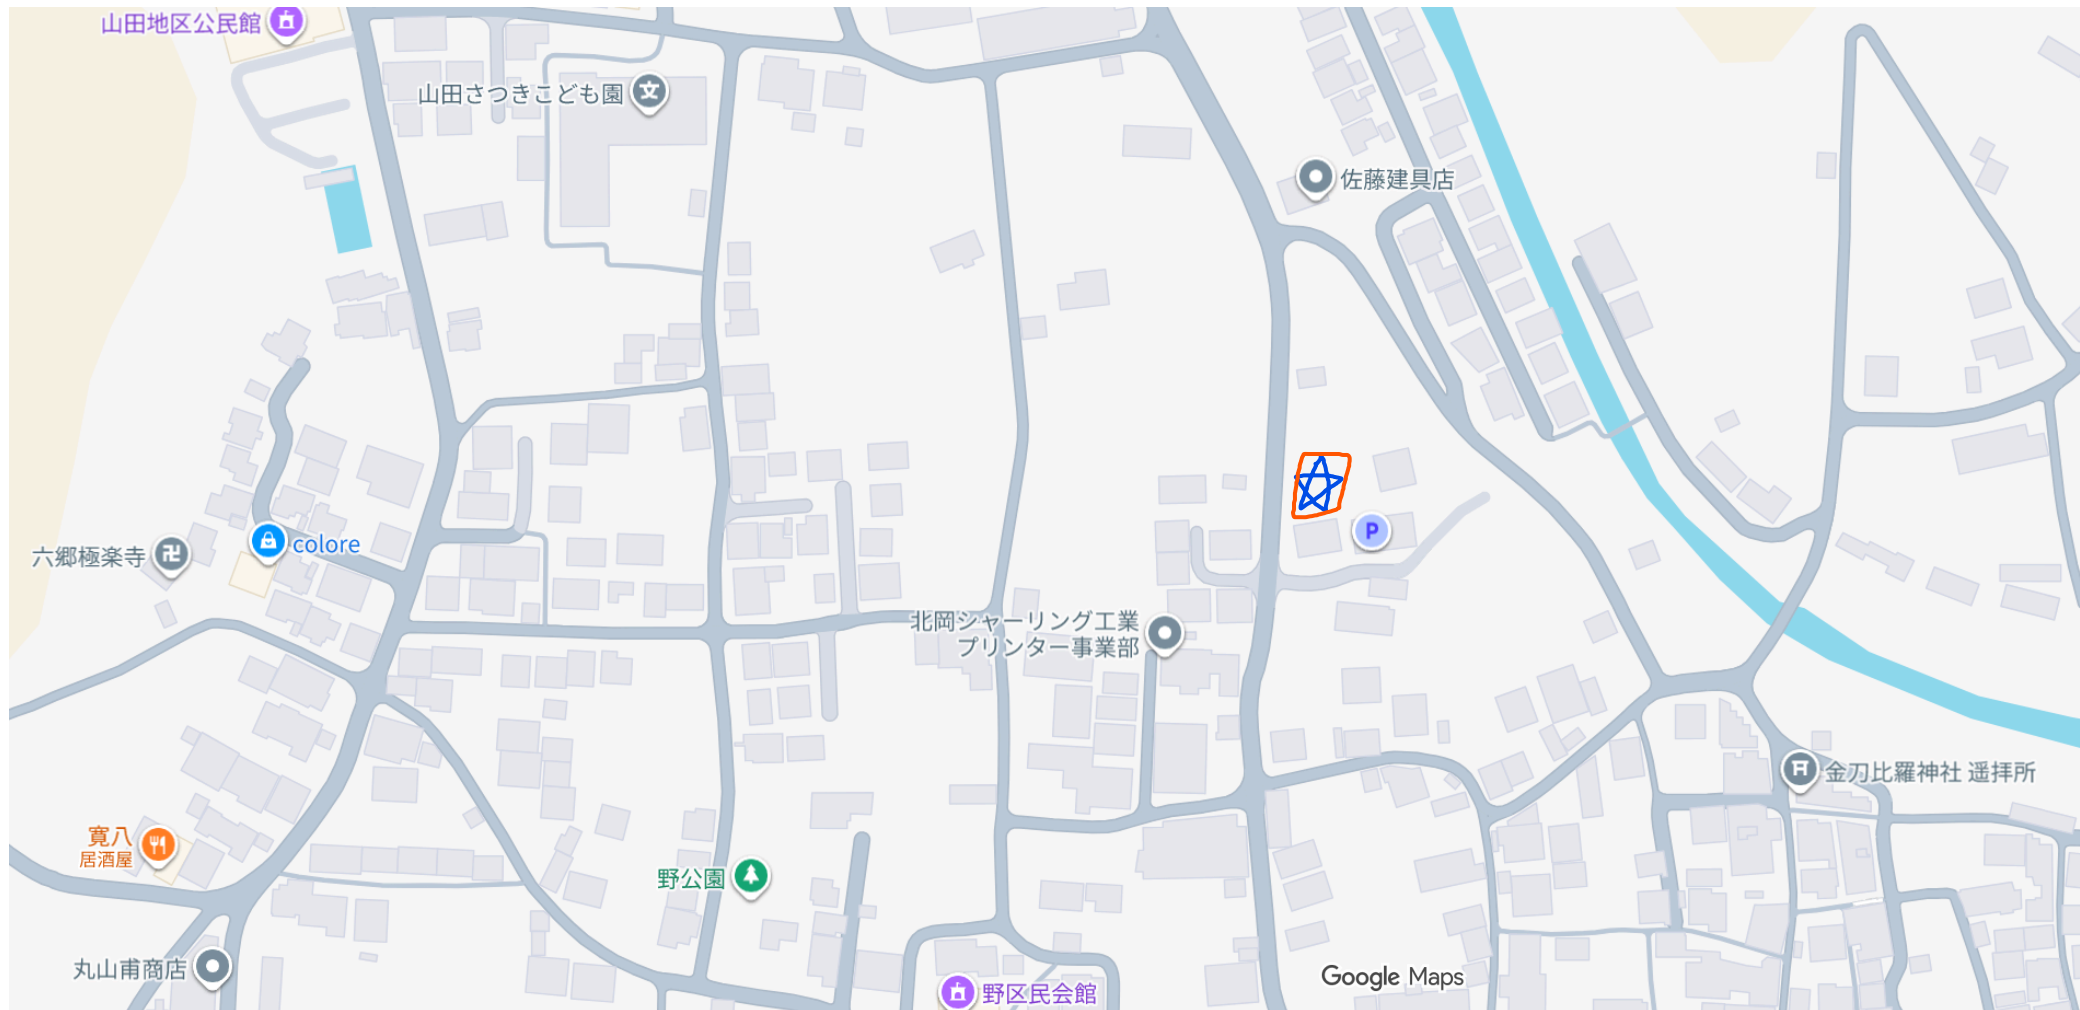 山田地区公民館
山田さつきこども園
佐藤建具店
六郷極楽寺
colore
P
北岡シャーリング工業
プリンター事業部
金刀比羅神社 遥拝所
寛八
居酒屋
野公園
丸山甫商店
野区民会館
Google Maps